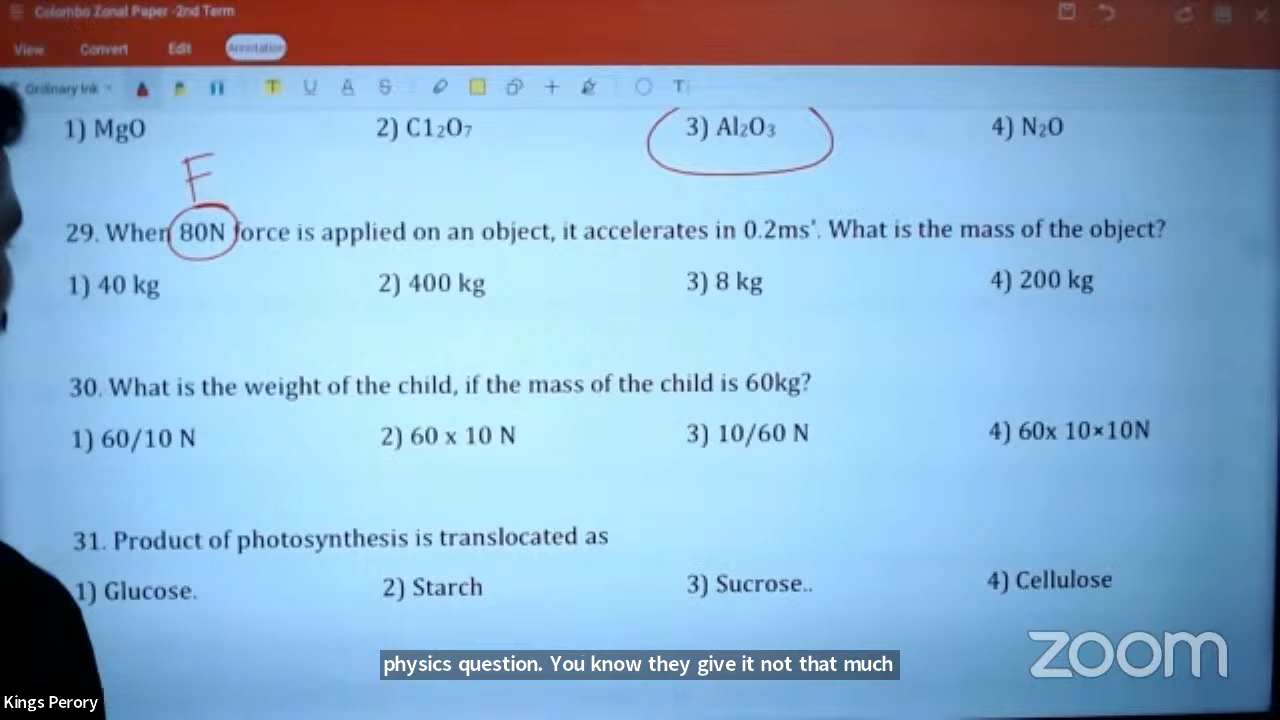 Colombo Zonal Paper -2nd Term
View Convert Edit Annotation
Ordinary Ink
1) MgO 2) C1₂O₇ 3) Al₂O₃ 4) N₂O
F
29. When 80N force is applied on an object, it accelerates in 0.2ms'. What is the mass of the object?
1) 40 kg 2) 400 kg 3) 8 kg 4) 200 kg
30. What is the weight of the child, if the mass of the child is 60kg?
1) 60/10 N 2) 60 x 10 N 3) 10/60 N 4) 60x 10×10N
31. Product of photosynthesis is translocated as
1) Glucose. 2) Starch 3) Sucrose.. 4) Cellulose
zoom
physics question. You know they give it not that much
Kings Perory